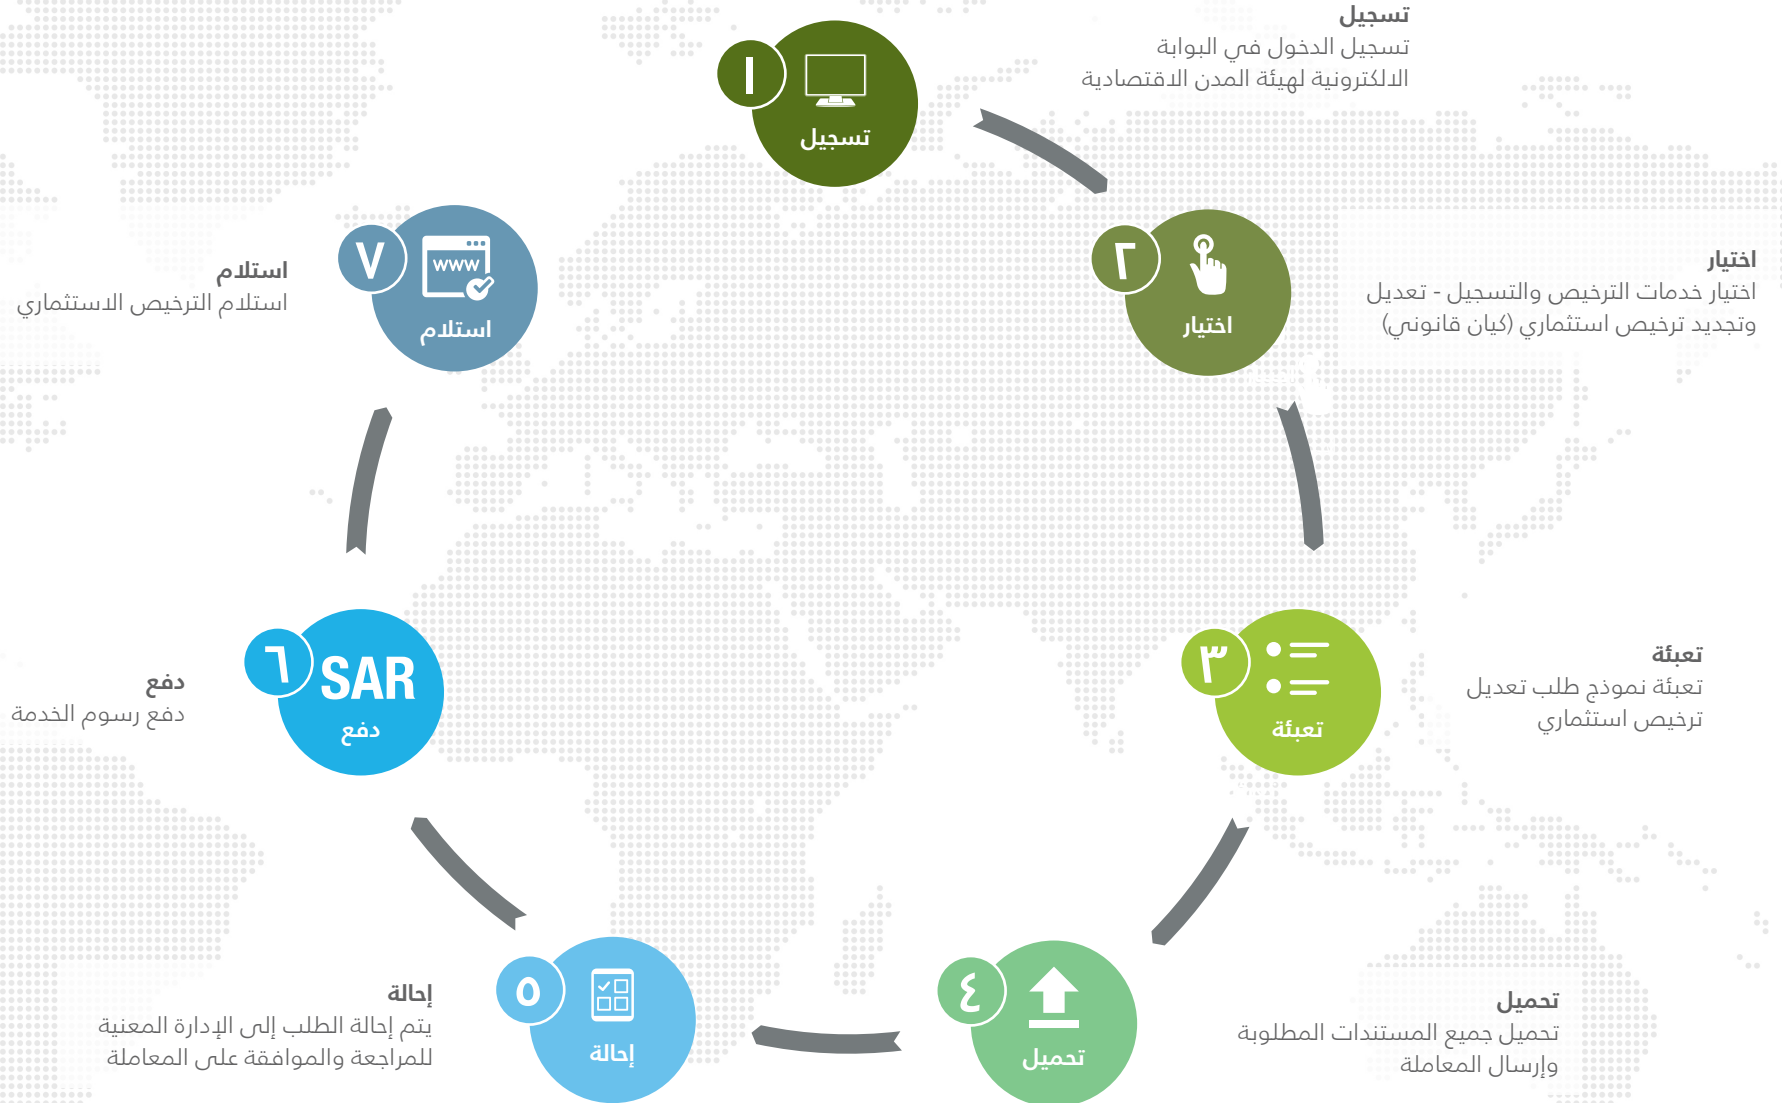 ١
تسجيل
تسجيل
تسجيل الدخول في البوابة
الالكترونية لهيئة المدن الاقتصادية
٢
اختيار
اختيار
اختيار خدمات الترخيص والتسجيل - تعديل
وتجديد ترخيص استثماري (كيان قانوني)
٣
تعبئة
تعبئة
تعبئة نموذج طلب تعديل
ترخيص استثماري
٤
تحميل
تحميل
تحميل جميع المستندات المطلوبة
وإرسال المعاملة
٥
إحالة
إحالة
يتم إحالة الطلب إلى الإدارة المعنية
للمراجعة والموافقة على المعاملة
٦
SAR
دفع
دفع
دفع رسوم الخدمة
٧
www
استلام
استلام
استلام الترخيص الاستثماري